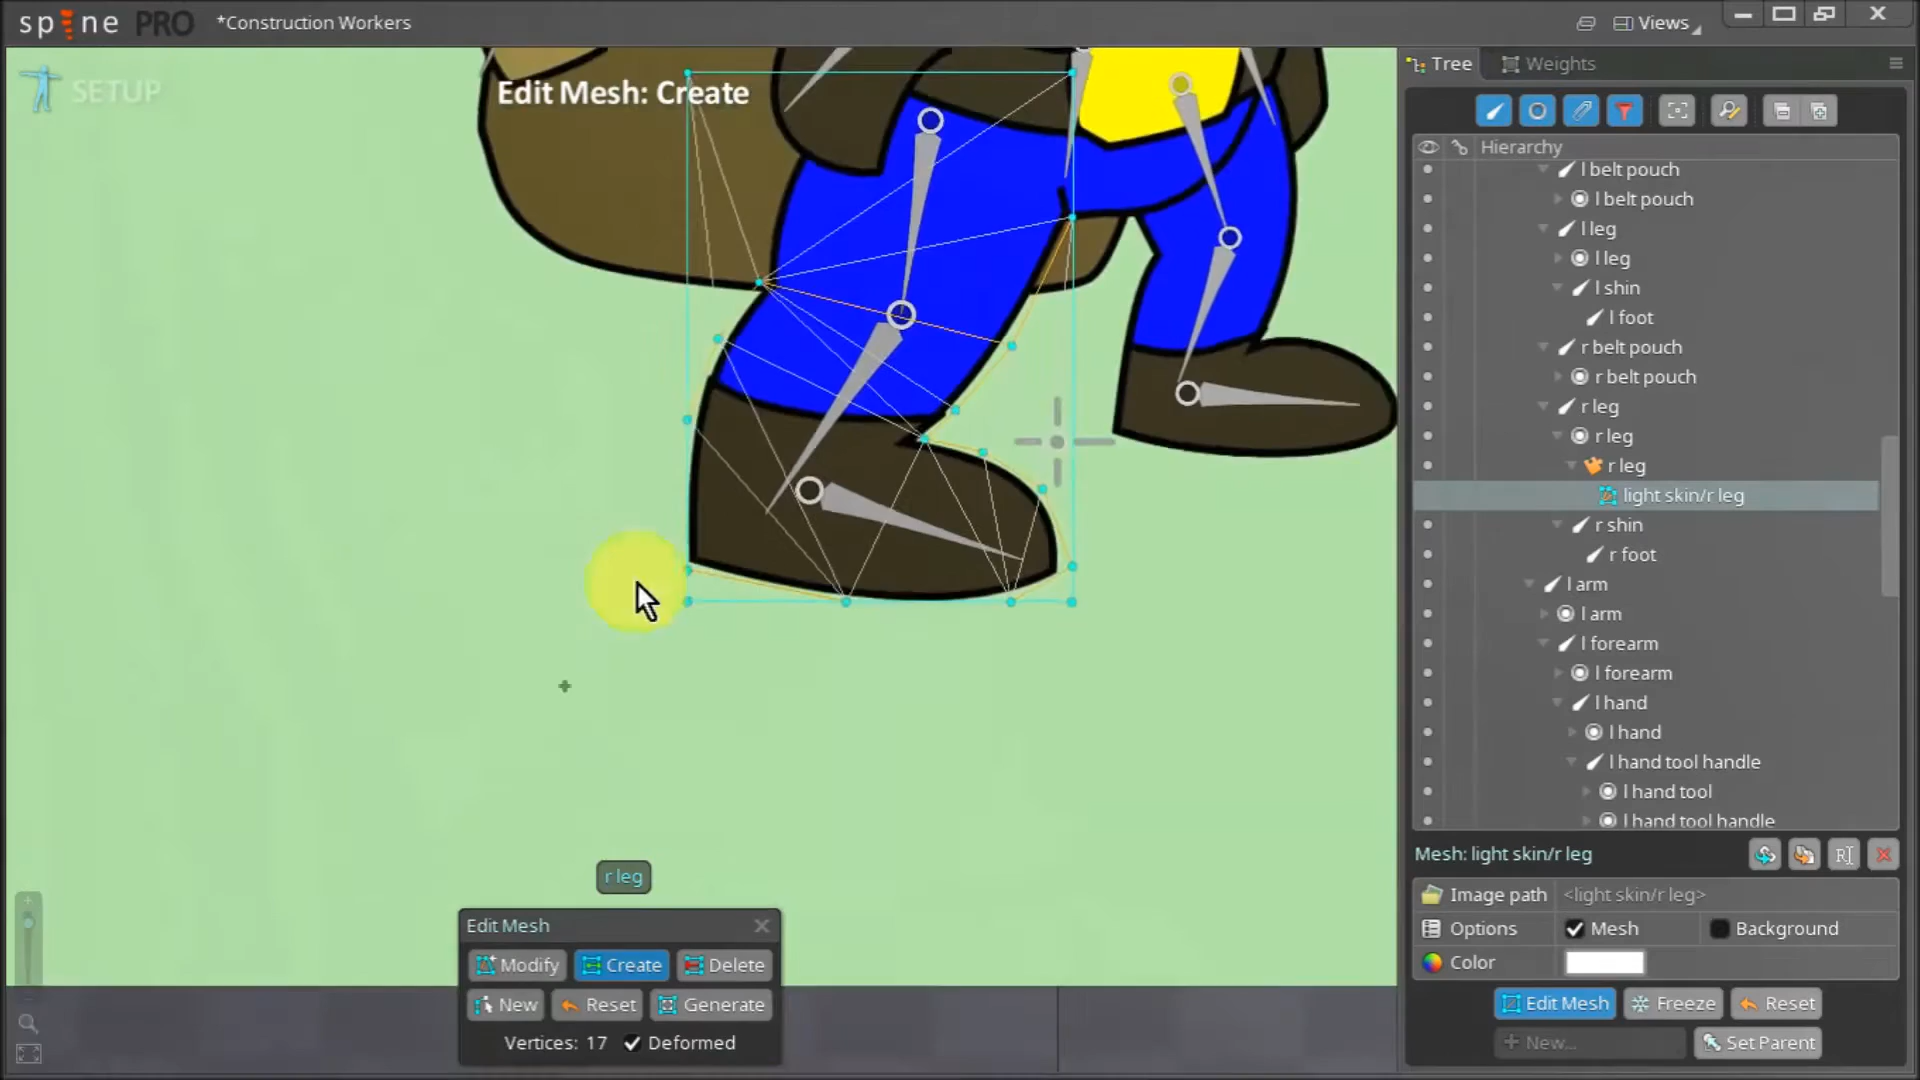 spine PRO *Construction Workers Views
SETUP
Edit Mesh: Create
Tree Weights
Hierarchy
l belt pouch
l belt pouch
l leg
l leg
l shin
l foot
r belt pouch
r belt pouch
r leg
r leg
r leg
light skin/r leg
r shin
r foot
l arm
l arm
l forearm
l forearm
l hand
l hand
l hand tool handle
l hand tool
l hand tool handle
Mesh: light skin/r leg
Image path <light skin/r leg>
Options Mesh Background
Color
Edit Mesh Freeze Reset
+ New... Set Parent
r leg
Edit Mesh
Modify Create Delete
New Reset Generate
Vertices: 17 Deformed